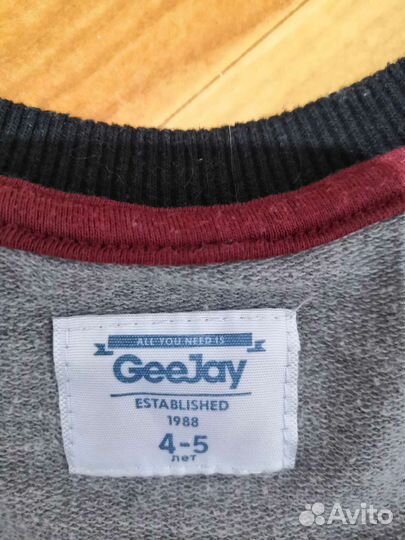 ALL YOU NEED IS
GeeJay
ESTABLISHED
1988
4-5
лет
Avito